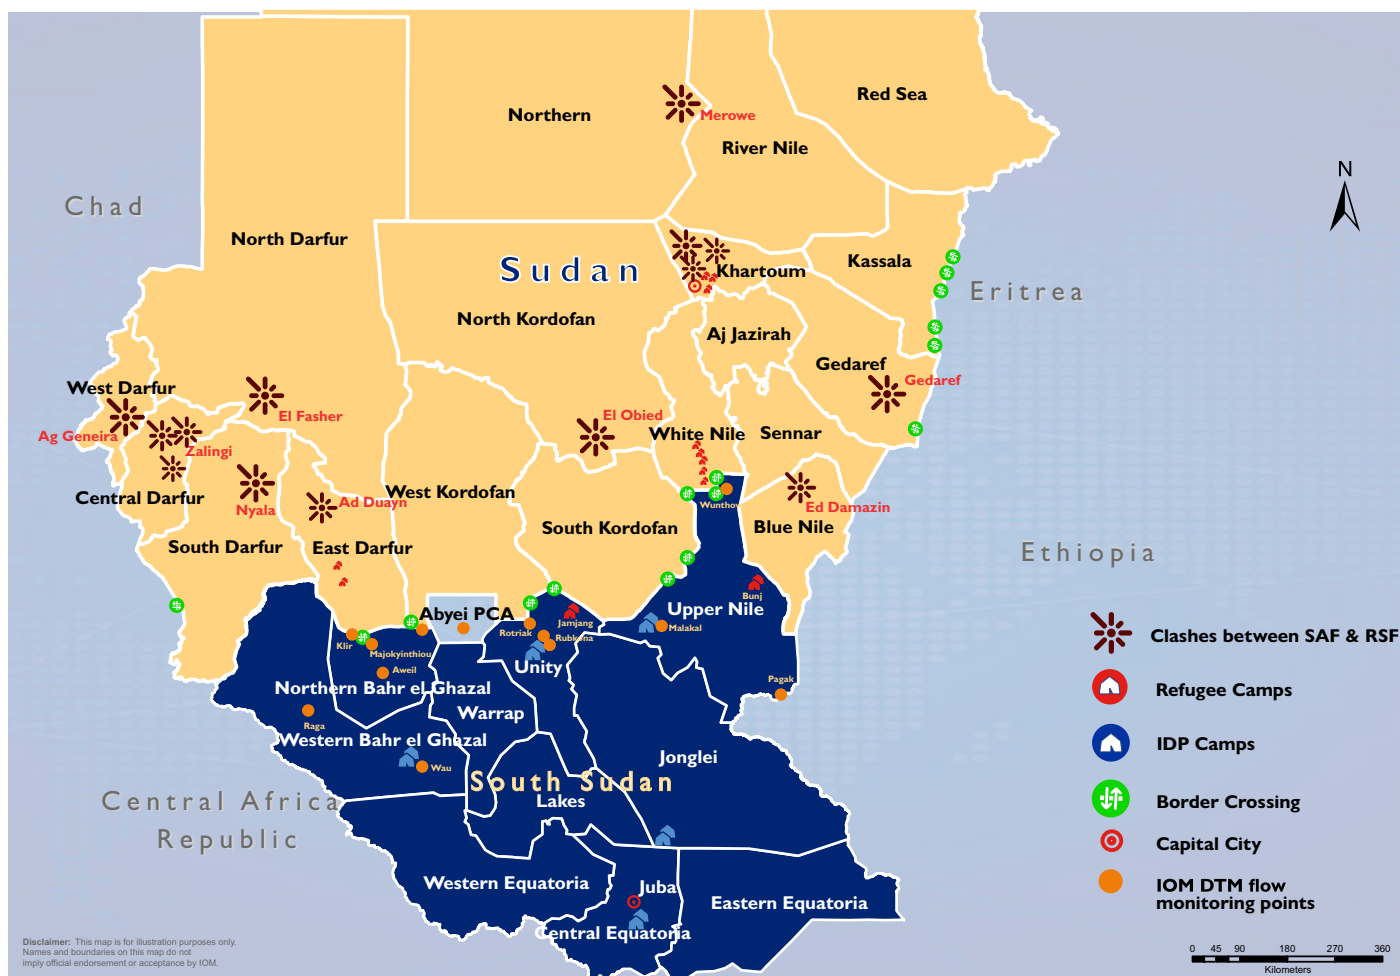 Red Sea
Northern
Merowe
River Nile
N
Chad
North Darfur
Sudan
Khartoum
Kassala
Eritrea
North Kordofan
Aj Jazirah
Gedaref
Gedaref
West Darfur
El Fasher
El Obied
Ag Geneira
Zalingi
White Nile
Sennar
Central Darfur
Nyala
Ad Duayn
West Kordofan
Wunthow
Ed Damazin
South Kordofan
Blue Nile
South Darfur
East Darfur
Ethiopia
Abyei PCA
Bunj
Upper Nile
Jamjang
Malakal
Rotriak
Rubkona
Klir
Majokyinthiou
Unity
Aweil
Northern Bahr el Ghazal
Pagak
Warrap
Raga
Western Bahr el Ghazal
Jonglei
Wau
South Sudan
Lakes
Central Africa
Republic
Western Equatoria
Juba
Eastern Equatoria
Central Equatoria
Clashes between SAF & RSF
Refugee Camps
IDP Camps
Border Crossing
Capital City
IOM DTM flow
monitoring points
Disclaimer: This map is for illustration purposes only.
Names and boundaries on this map do not
imply official endorsement or acceptance by IOM.
0 45 90 180 270 360
Kilometers